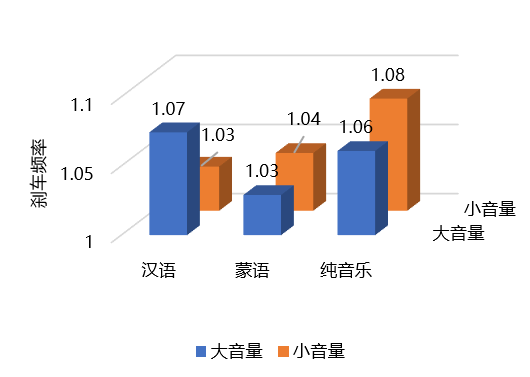 刹车频率
1.1
1.05
1
1.07
1.03
1.03
1.04
1.06
1.08
汉语
蒙语
纯音乐
小音量
大音量
大音量 小音量